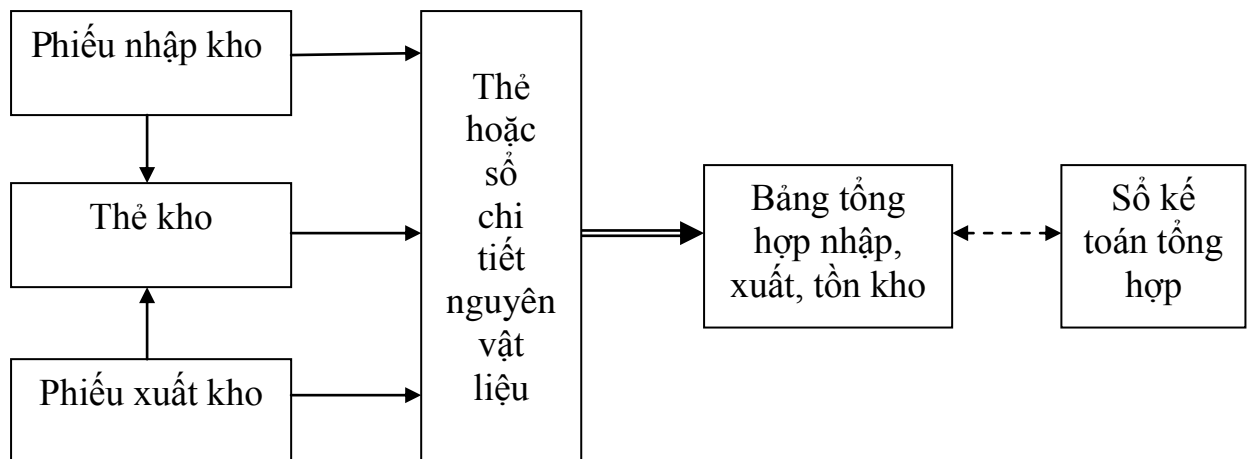 Phiếu nhập kho
Thẻ kho
Phiếu xuất kho
Thẻ
hoặc
sổ
chi
tiết
nguyên
vật
liệu
Bảng tổng
hợp nhập,
xuất, tồn kho
Sổ kế
toán tổng
hợp